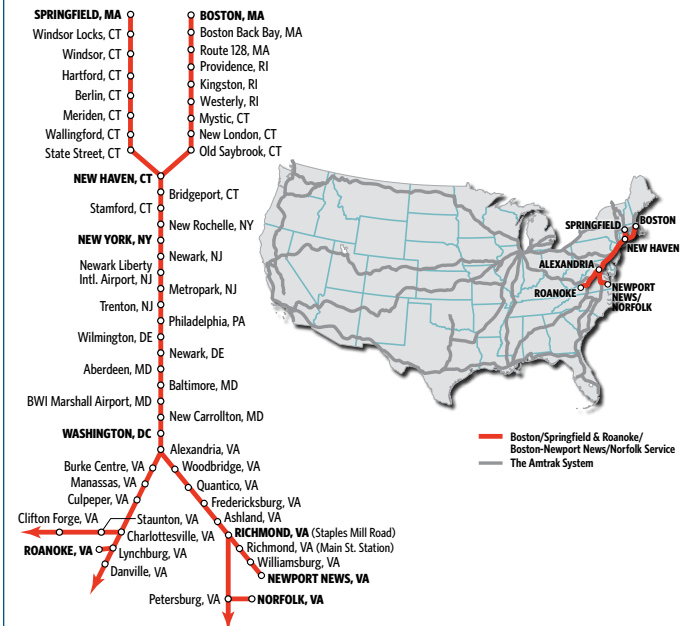 SPRINGFIELD, MA
Windsor Locks, CT
Windsor, CT
Hartford, CT
Berlin, CT
Meriden, CT
Wallingford, CT
State Street, CT
BOSTON, MA
Boston Back Bay, MA
Route 128, MA
Providence, RI
Kingston, RI
Westerly, RI
Mystic, CT
New London, CT
Old Saybrook, CT
NEW HAVEN, CT
Bridgeport, CT
Stamford, CT
New Rochelle, NY
NEW YORK, NY
Newark, NJ
Newark Liberty
Intl. Airport, NJ
Metropark, NJ
Trenton, NJ
Philadelphia, PA
Wilmington, DE
Newark, DE
Aberdeen, MD
Baltimore, MD
BWI Marshall Airport, MD
New Carrollton, MD
WASHINGTON, DC
Alexandria, VA
Burke Centre, VA
Manassas, VA
Culpeper, VA
Clifton Forge, VA
Staunton, VA
Charlottesville, VA
ROANOKE, VA
Lynchburg, VA
Danville, VA
Woodbridge, VA
Quantico, VA
Fredericksburg, VA
Ashland, VA
RICHMOND, VA (Staples Mill Road)
Richmond, VA (Main St. Station)
Williamsburg, VA
NEWPORT NEWS, VA
Petersburg, VA
NORFOLK, VA
SPRINGFIELD
BOSTON
NEW HAVEN
ALEXANDRIA
ROANOKE
NEWPORT
NEWS/
NORFOLK
Boston/Springfield & Roanoke/
Boston-Newport News/Norfolk Service
The Amtrak System